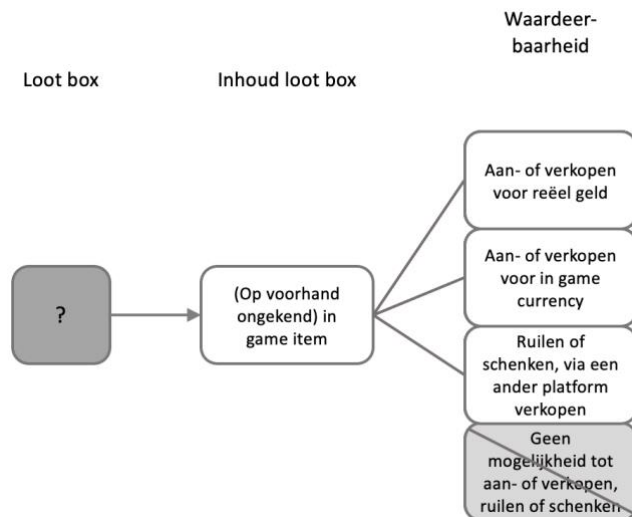 Waardeer-
baarheid
Loot box
Inhoud loot box
?
(Op voorhand
ongekend) in
game item
Aan- of verkopen
voor reëel geld
Aan- of verkopen
voor in game
currency
Ruilen of
schenken, via een
ander platform
verkopen
Geen
mogelijkheid tot
aan- of verkopen,
ruilen of schenken